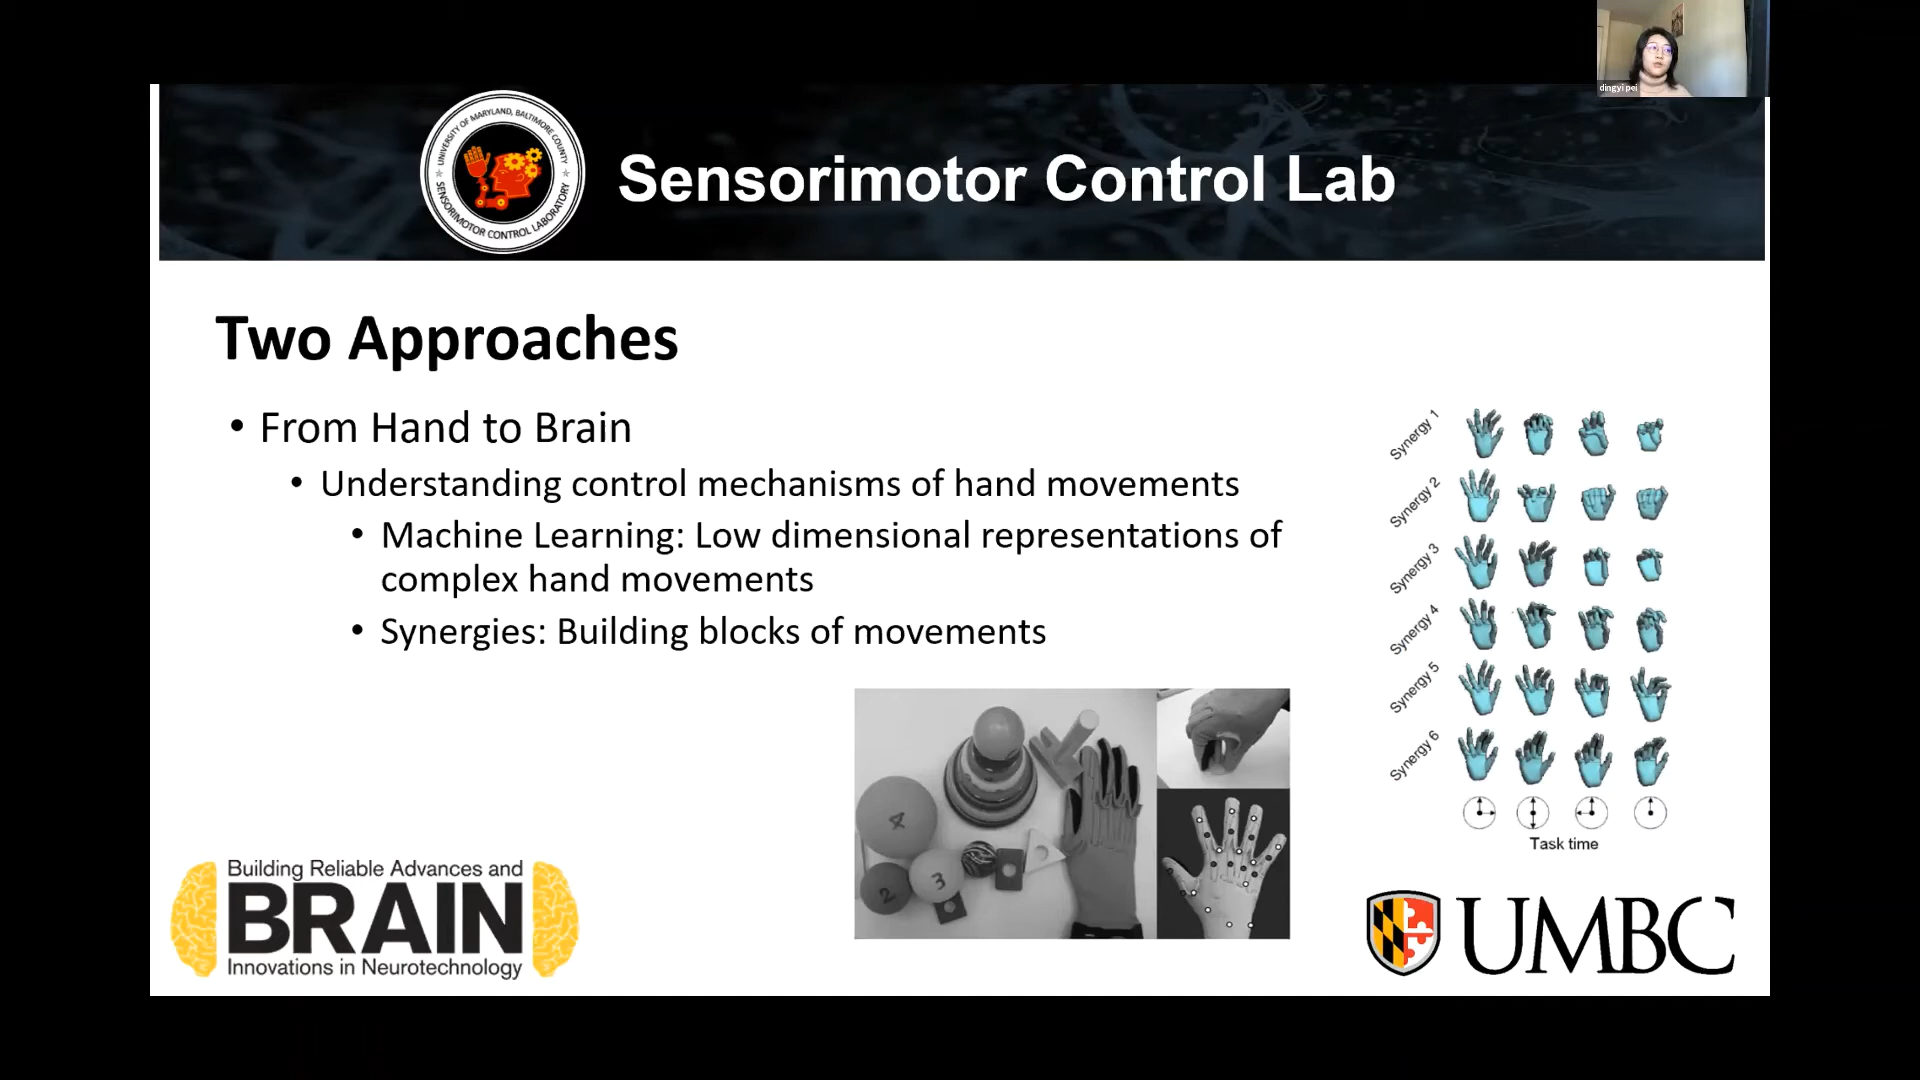 dingyi pei
UNIVERSITY OF MARYLAND, BALTIMORE COUNTY
SENSORIMOTOR CONTROL LABORATORY
Sensorimotor Control Lab
Two Approaches
• From Hand to Brain
• Understanding control mechanisms of hand movements
• Machine Learning: Low dimensional representations of
complex hand movements
• Synergies: Building blocks of movements
Synergy 1
Synergy 2
Synergy 3
Synergy 4
Synergy 5
Synergy 6
Task time
4
3
2
Building Reliable Advances and
BRAIN
Innovations in Neurotechnology
UMBC